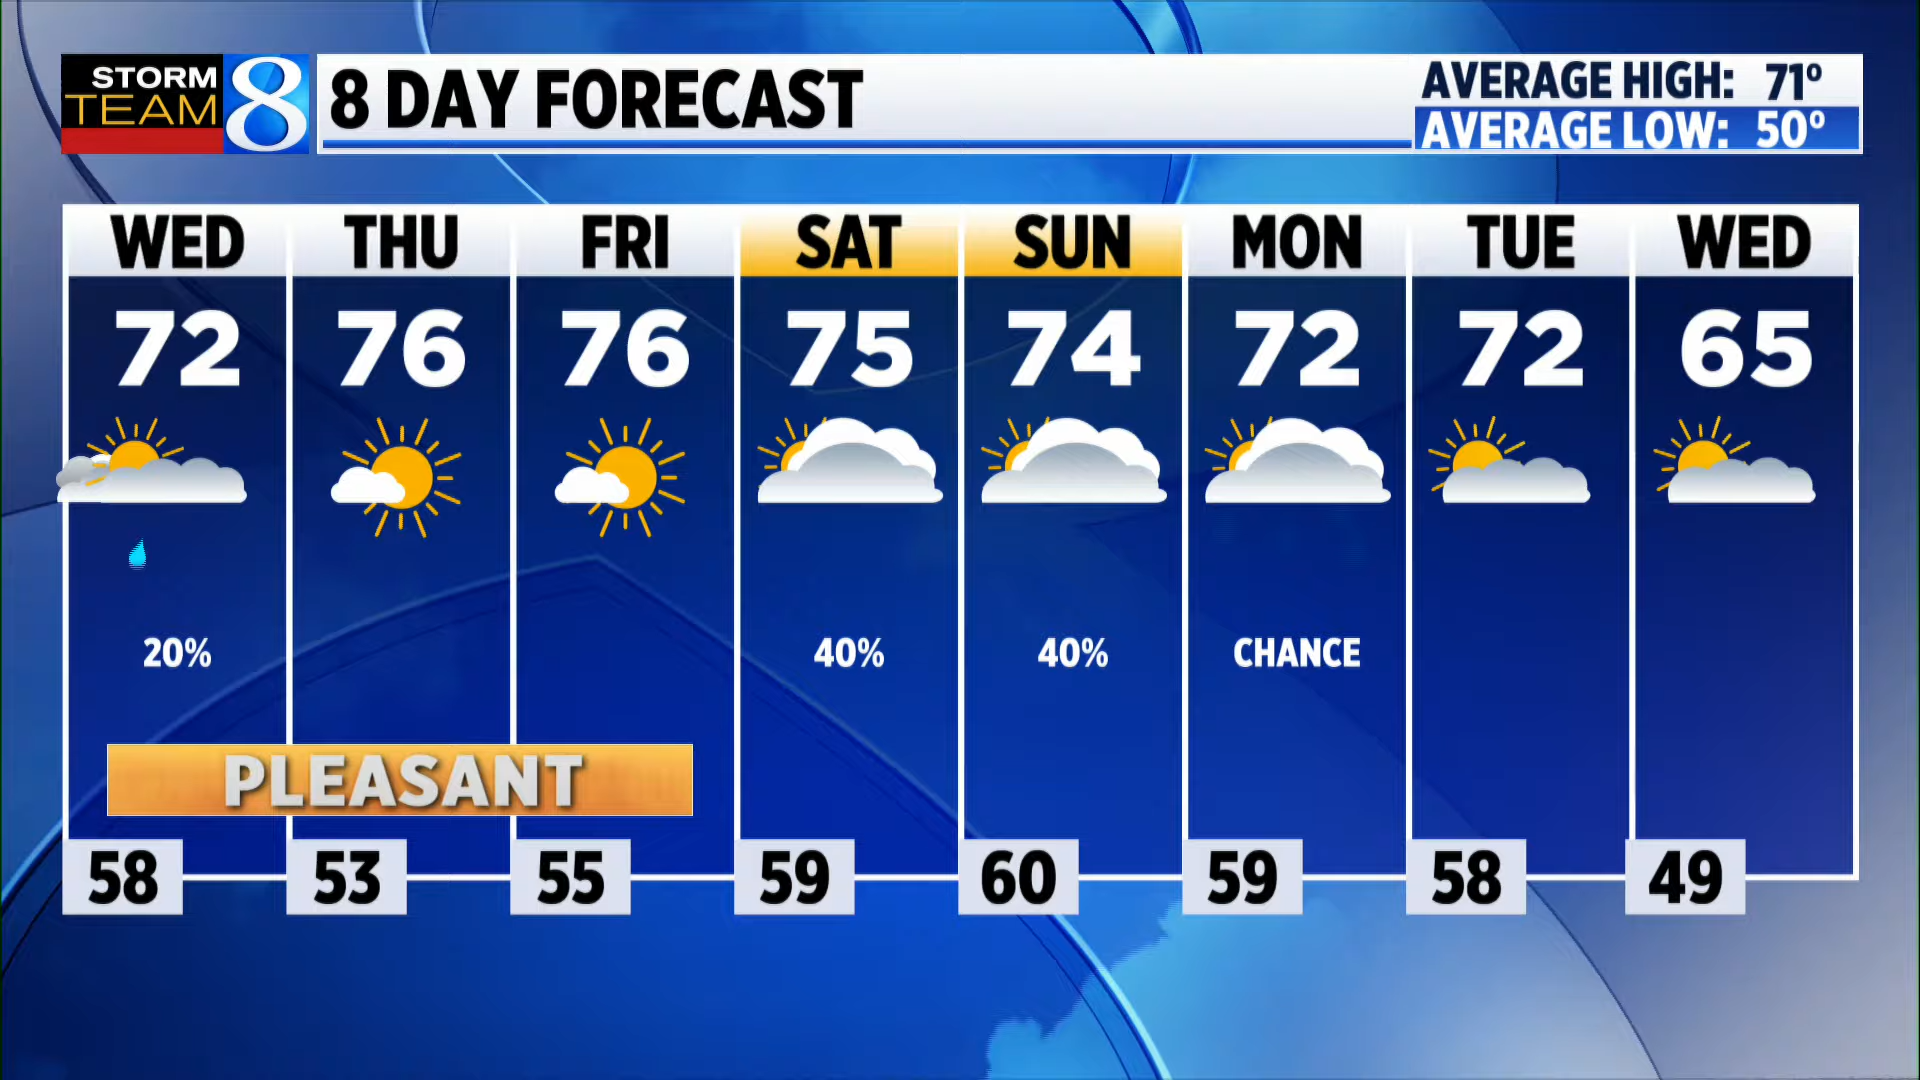 STORM
TEAM 8
8 DAY FORECAST
AVERAGE HIGH: 71º
AVERAGE LOW: 50º
WED THU FRI SAT SUN MON TUE WED
72 76 76 75 74 72 72 65
20% 40% 40% CHANCE
PLEASANT
58 53 55 59 60 59 58 49